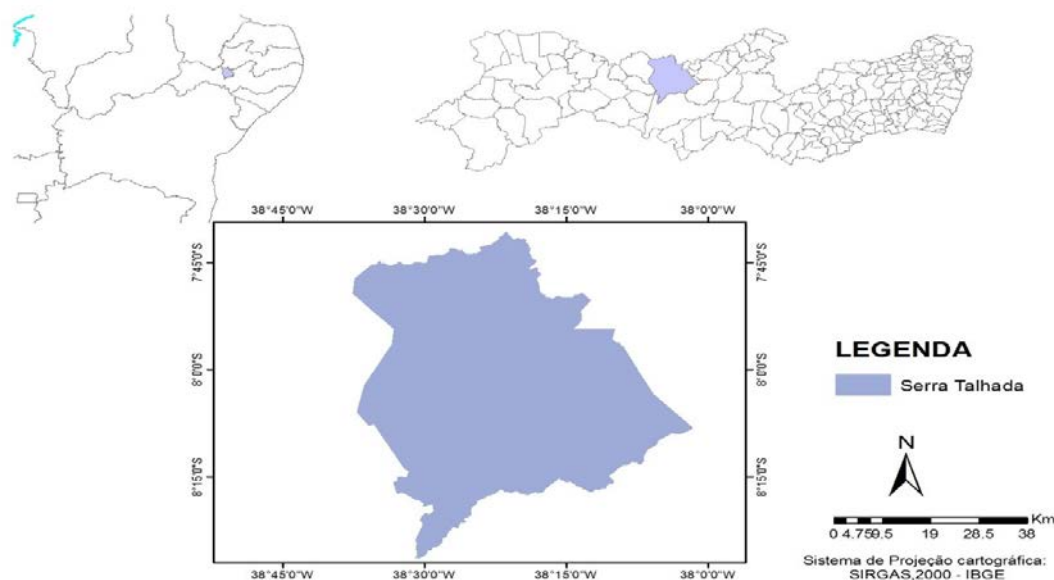 38°45'0"W 38°30'0"W 38°15'0"W 38°0'0"W
7°45'0"S 7°45'0"S
8°0'0"S 8°0'0"S
8°15'0"S 8°15'0"S
38°45'0"W 38°30'0"W 38°15'0"W 38°0'0"W
LEGENDA
Serra Talhada
N
Km
0 4.75 9.5 19 28.5 38
Sistema de Projeção cartográfica:
SIRGAS,2000 - IBGE